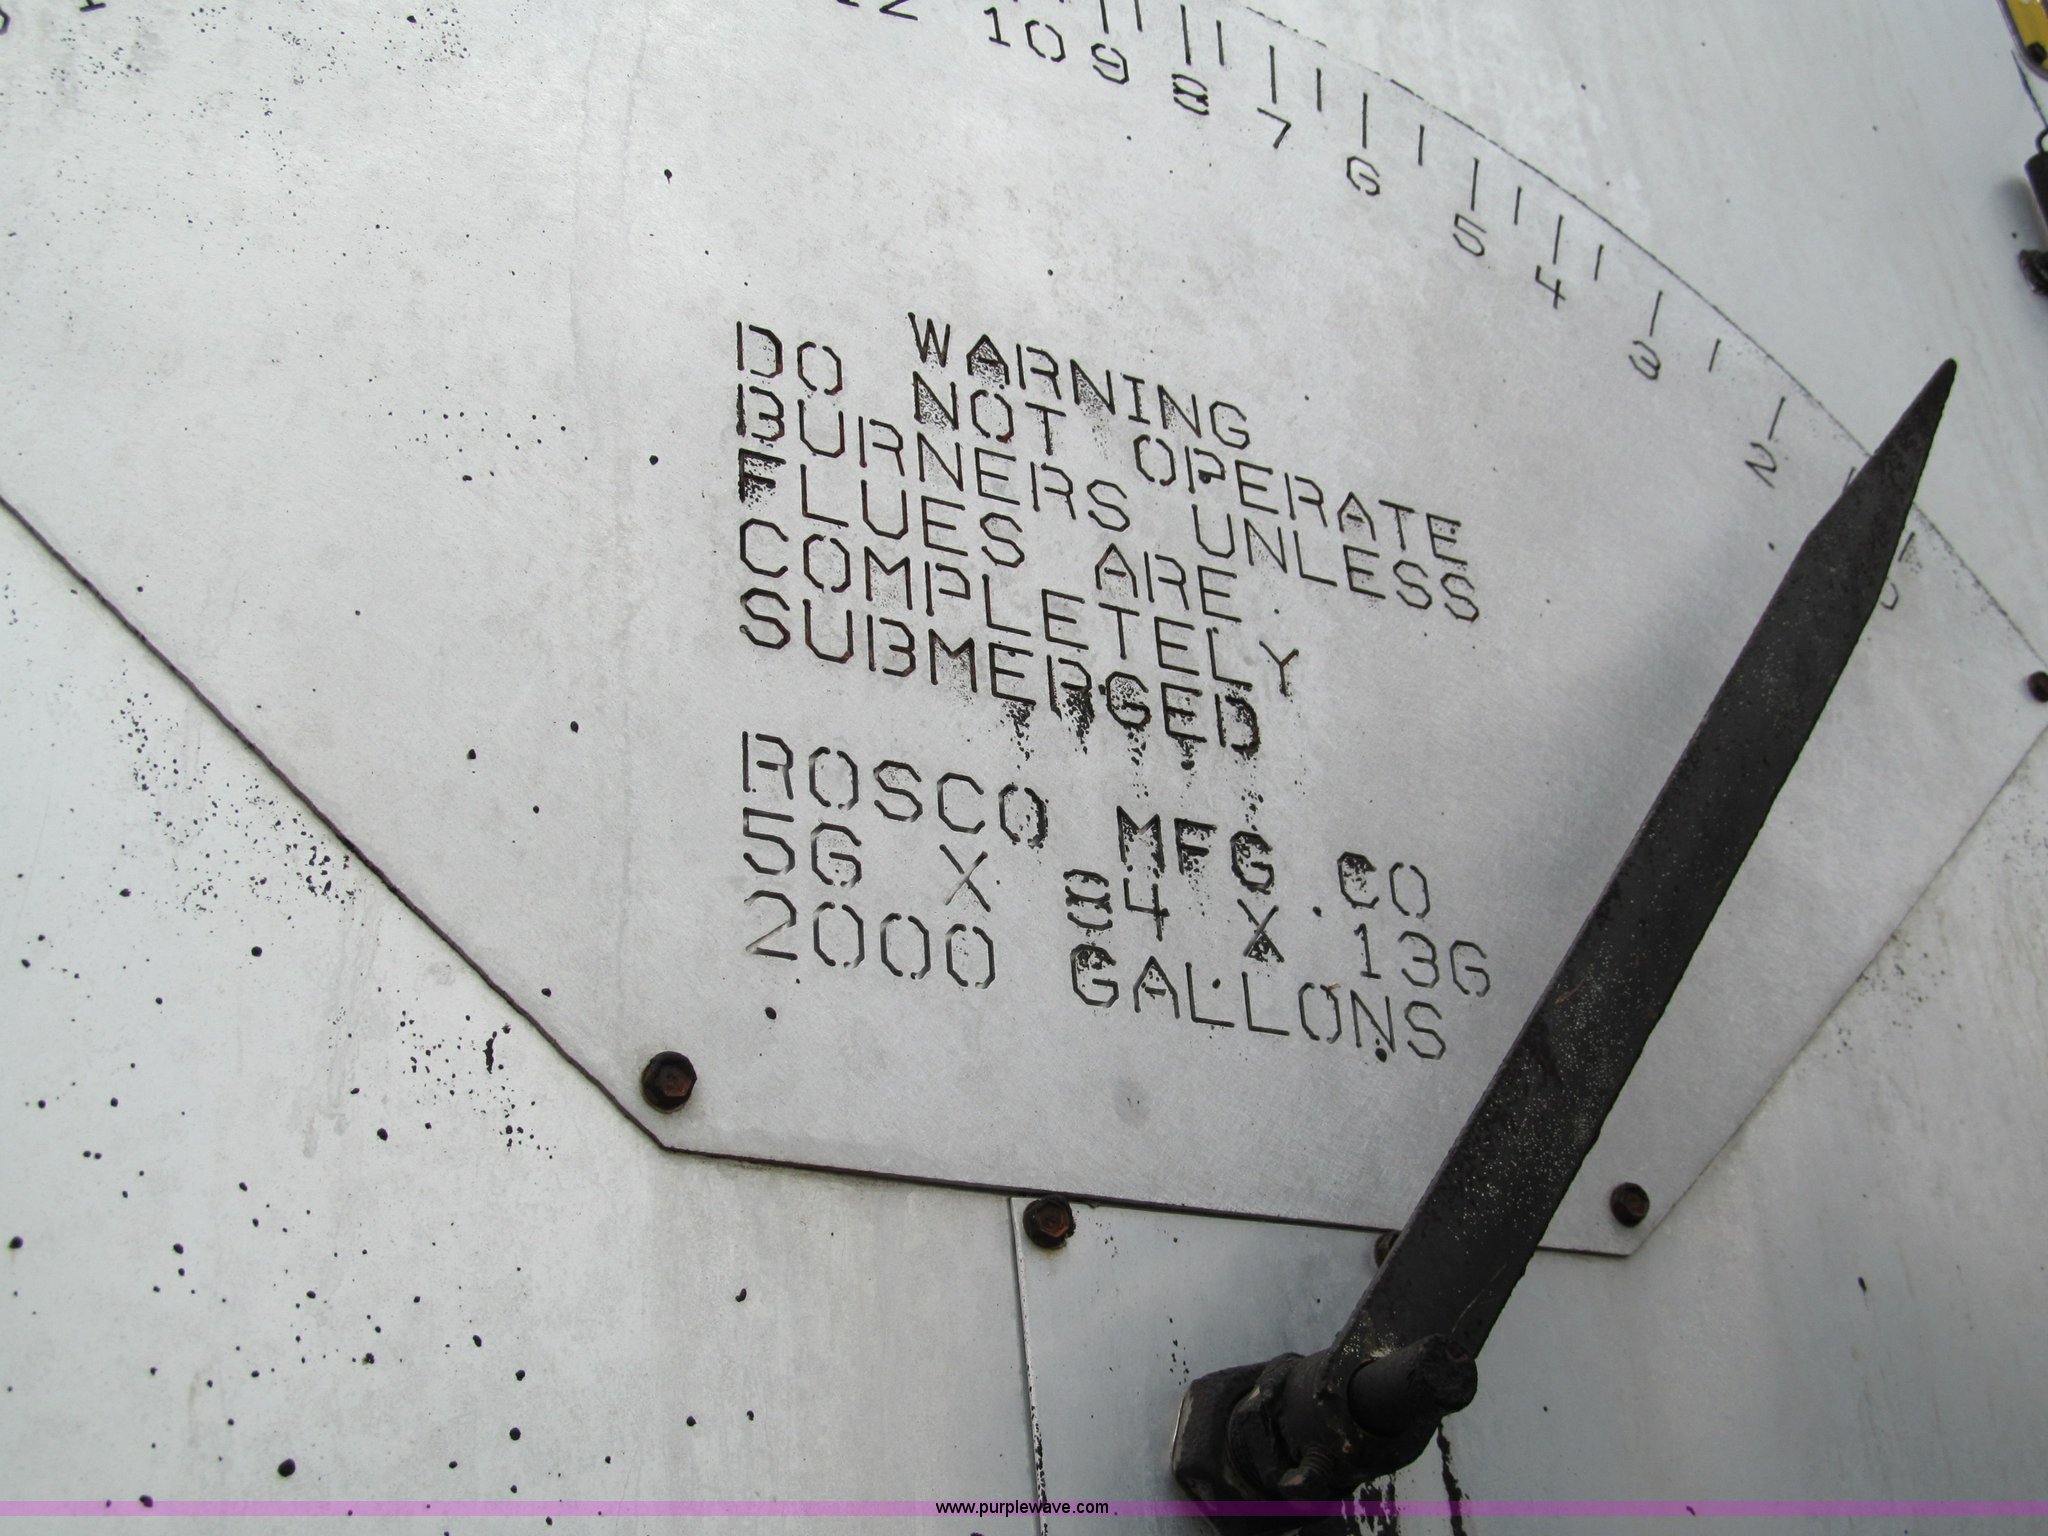 12 10 9 8 7 6 5 4 3 2
WARNING
DO NOT OPERATE
BURNERS UNLESS
FLUES ARE
COMPLETELY
SUBMERGED
ROSCO MFG CO
56 X 84 X 136
2000 GALLONS
www.purplewave.com